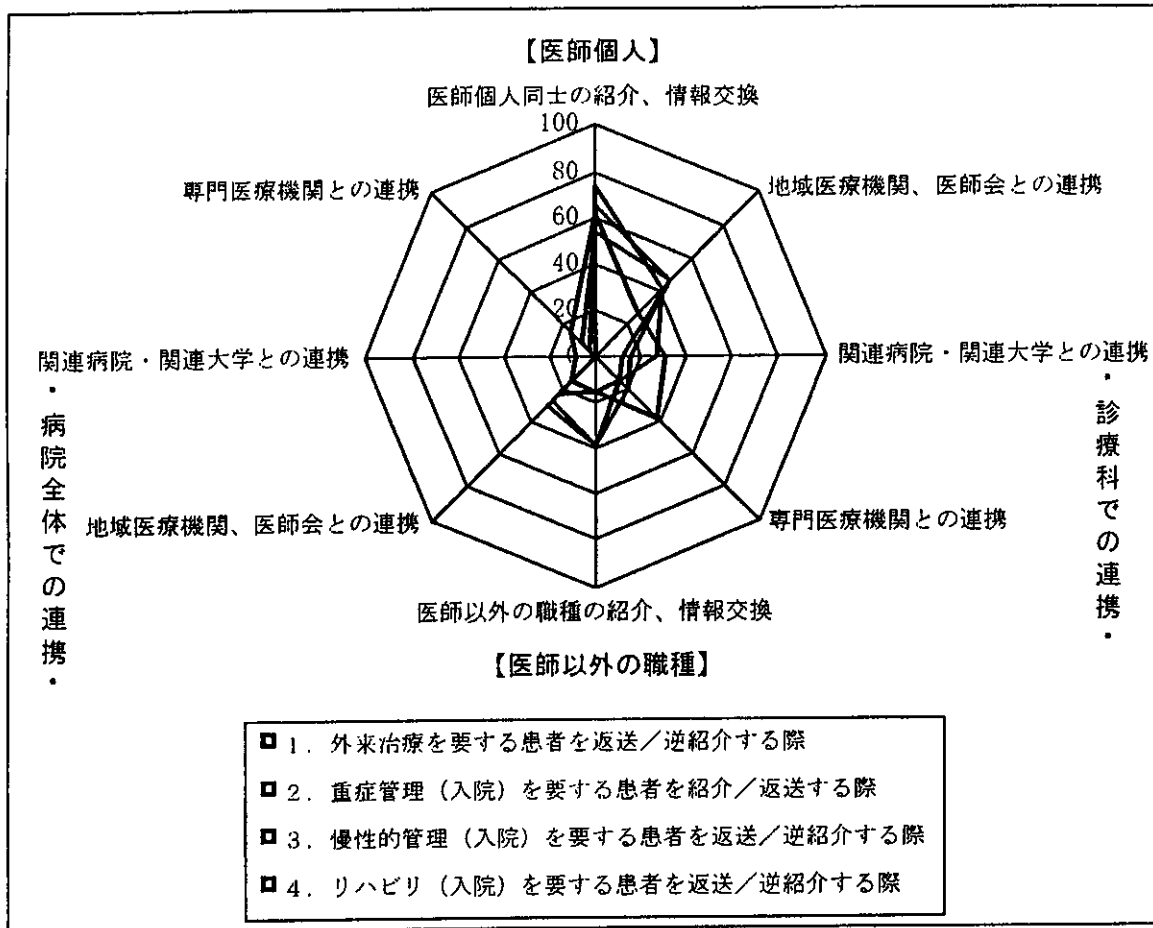 【医師個人】
医師個人同士の紹介、情報交換
100
80
60
40
20
0
地域医療機関、医師会との連携
関連病院・関連大学との連携
専門医療機関との連携
・診療科での連携・
医師以外の職種の紹介、情報交換
【医師以外の職種】
地域医療機関、医師会との連携
関連病院・関連大学との連携
専門医療機関との連携
・病院全体での連携・
1. 外来治療を要する患者を返送/逆紹介する際
2. 重症管理(入院)を要する患者を紹介/返送する際
3. 慢性的管理(入院)を要する患者を返送/逆紹介する際
4. リハビリ(入院)を要する患者を返送/逆紹介する際